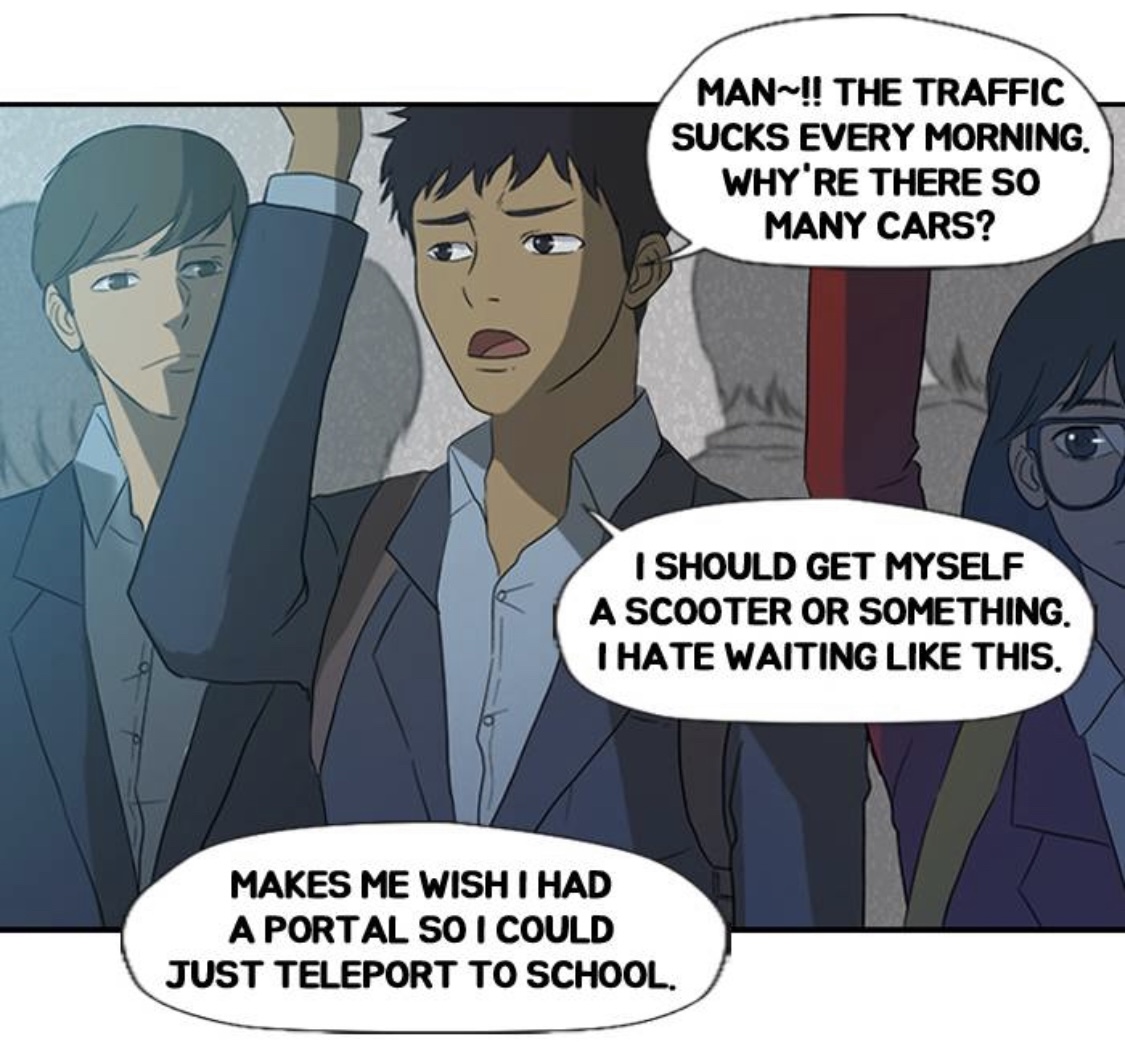 MAN~!! THE TRAFFIC
SUCKS EVERY MORNING.
WHY'RE THERE SO
MANY CARS?
I SHOULD GET MYSELF
A SCOOTER OR SOMETHING.
I HATE WAITING LIKE THIS.
MAKES ME WISH I HAD
A PORTAL SO I COULD
JUST TELEPORT TO SCHOOL.